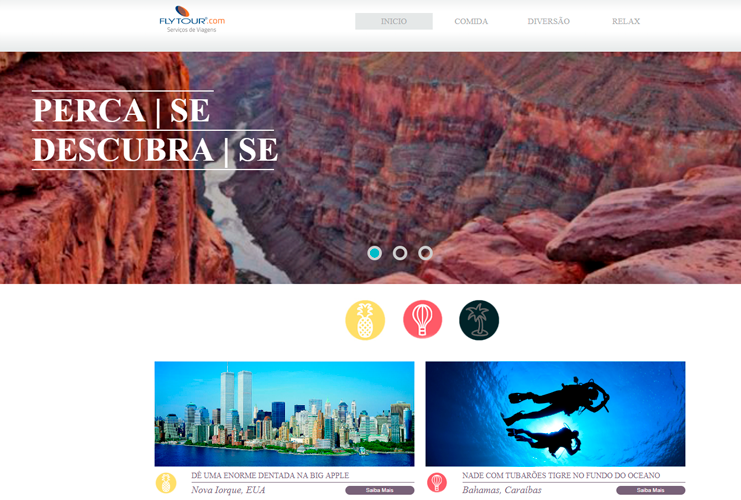 FLYTOUR.com
Serviços de Viagens
INICIO
COMIDA
DIVERSÃO
RELAX
PERCA | SE
DESCUBRA | SE
DÊ UMA ENORME DENTADA NA BIG APPLE
Nova Iorque, EUA
Saiba Mais
NADE COM TUBARÕES TIGRE NO FUNDO DO OCEANO
Bahamas, Caraíbas
Saiba Mais